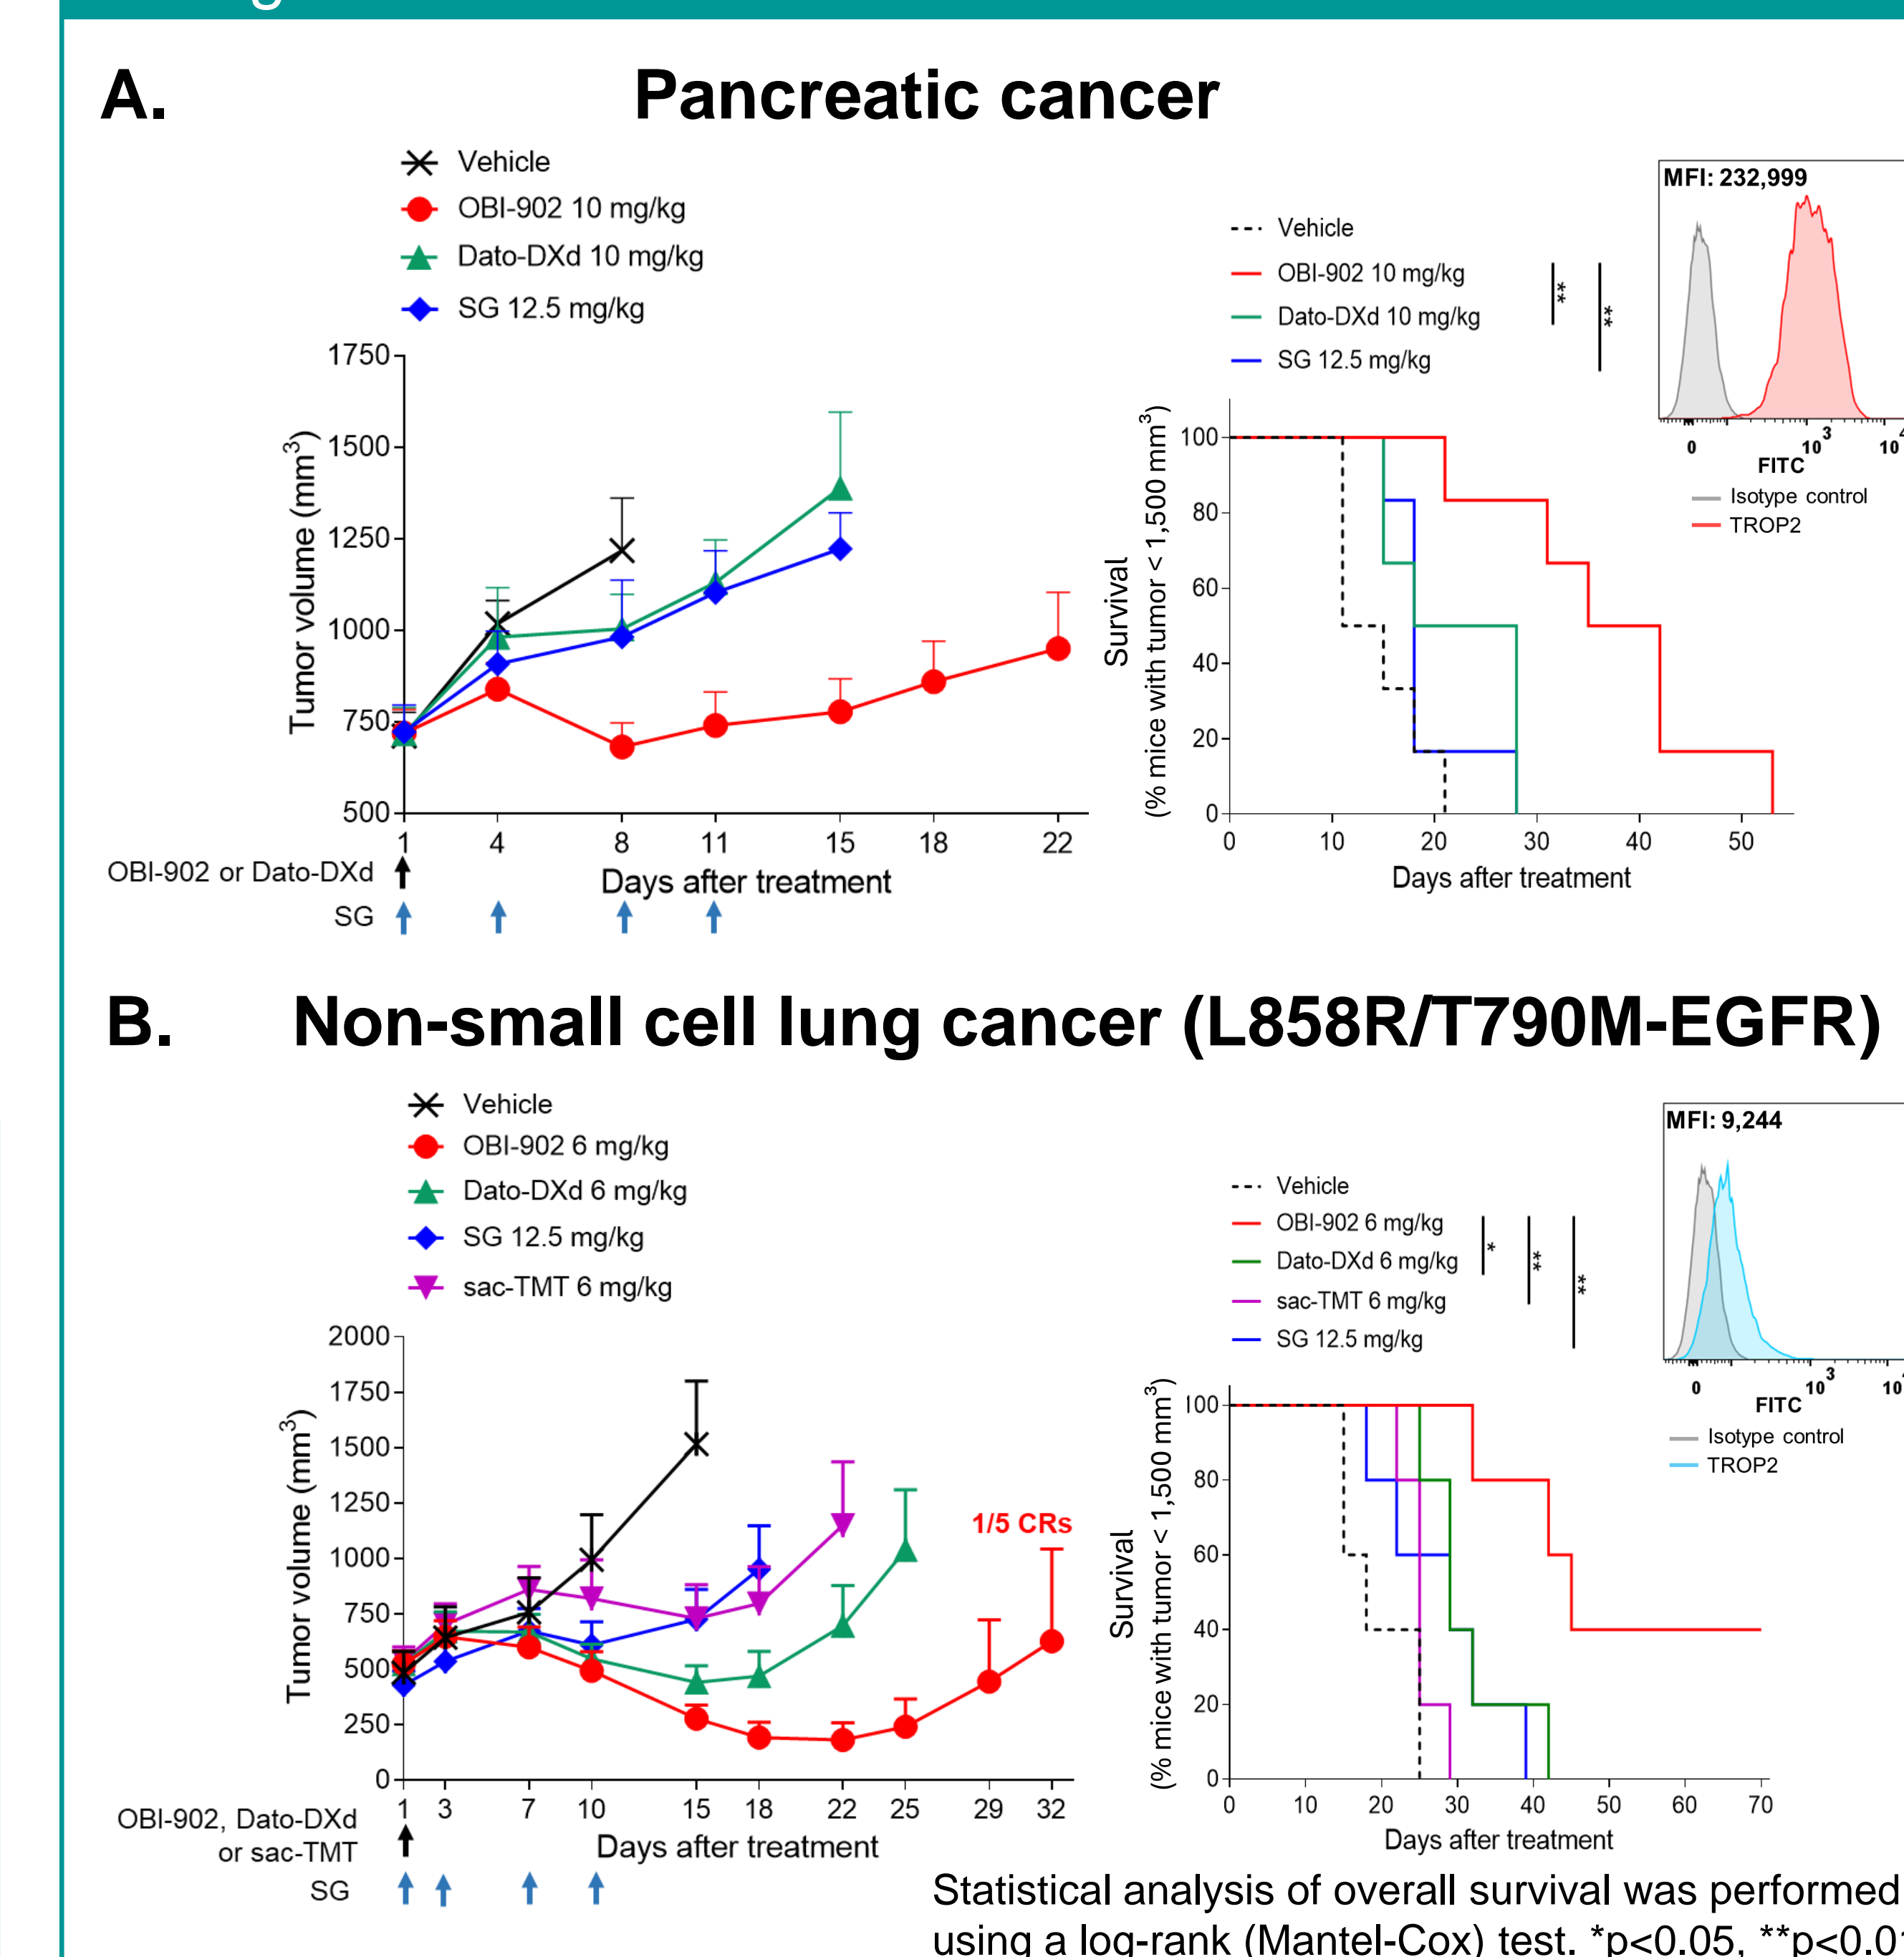 A.
Pancreatic cancer
Vehicle
OBI-902 10 mg/kg
Dato-DXd 10 mg/kg
SG 12.5 mg/kg
1750
1500
1250
1000
750
500
Tumor volume (mm³)
1 4 8 11 15 18 22
Days after treatment
OBI-902 or Dato-DXd
SG
Vehicle
OBI-902 10 mg/kg
Dato-DXd 10 mg/kg
SG 12.5 mg/kg
**
**
100
80
60
40
20
0
Survival
(% mice with tumor < 1,500 mm³)
0 10 20 30 40 50
Days after treatment
MFI: 232,999
0 10³ 10
FITC
Isotype control
TROP2
B.
Non-small cell lung cancer (L858R/T790M-EGFR)
Vehicle
OBI-902 6 mg/kg
Dato-DXd 6 mg/kg
SG 12.5 mg/kg
sac-TMT 6 mg/kg
2000
1750
1500
1250
1000
750
500
250
0
Tumor volume (mm³)
1/5 CRs
1 3 7 10 15 18 22 25 29 32
Days after treatment
OBI-902, Dato-DXd
or sac-TMT
SG
Vehicle
OBI-902 6 mg/kg
Dato-DXd 6 mg/kg
sac-TMT 6 mg/kg
SG 12.5 mg/kg
*
**
**
100
80
60
40
20
0
Survival
(% mice with tumor < 1,500 mm³)
0 10 20 30 40 50 60 70
Days after treatment
MFI: 9,244
0 10³ 10
FITC
Isotype control
TROP2
Statistical analysis of overall survival was performed
using a log-rank (Mantel-Cox) test. *p<0.05, **p<0.0